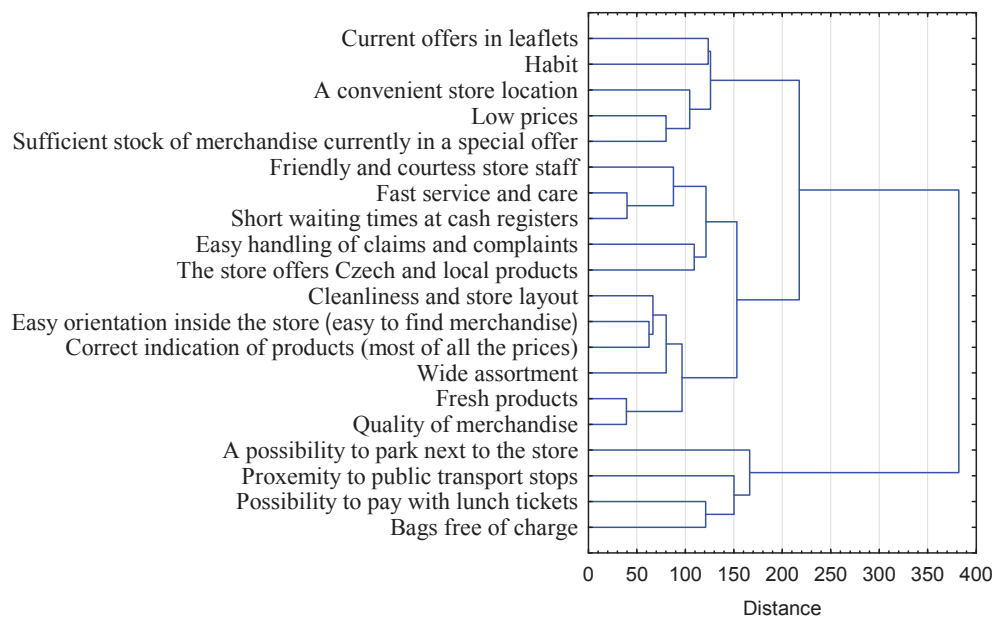 Current offers in leaflets
Habit
A convenient store location
Low prices
Sufficient stock of merchandise currently in a special offer
Friendly and courtess store staff
Fast service and care
Short waiting times at cash registers
Easy handling of claims and complaints
The store offers Czech and local products
Cleanliness and store layout
Easy orientation inside the store (easy to find merchandise)
Correct indication of products (most of all the prices)
Wide assortment
Fresh products
Quality of merchandise
A possibility to park next to the store
Proxemity to public transport stops
Possibility to pay with lunch tickets
Bags free of charge
0 50 100 150 200 250 300 350 400
Distance